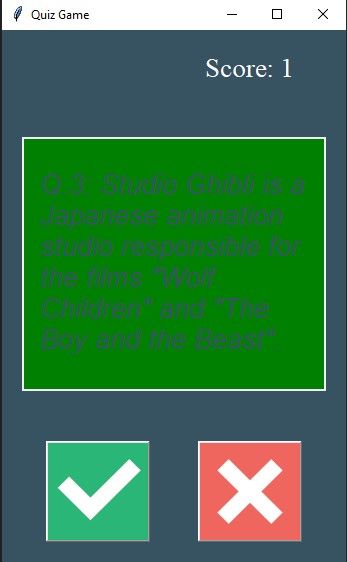 Quiz Game
Score: 1
Q.3: Studio Ghibli is a
Japanese animation
studio responsible for
the films "Wolf
Children" and "The
Boy and the Beast".